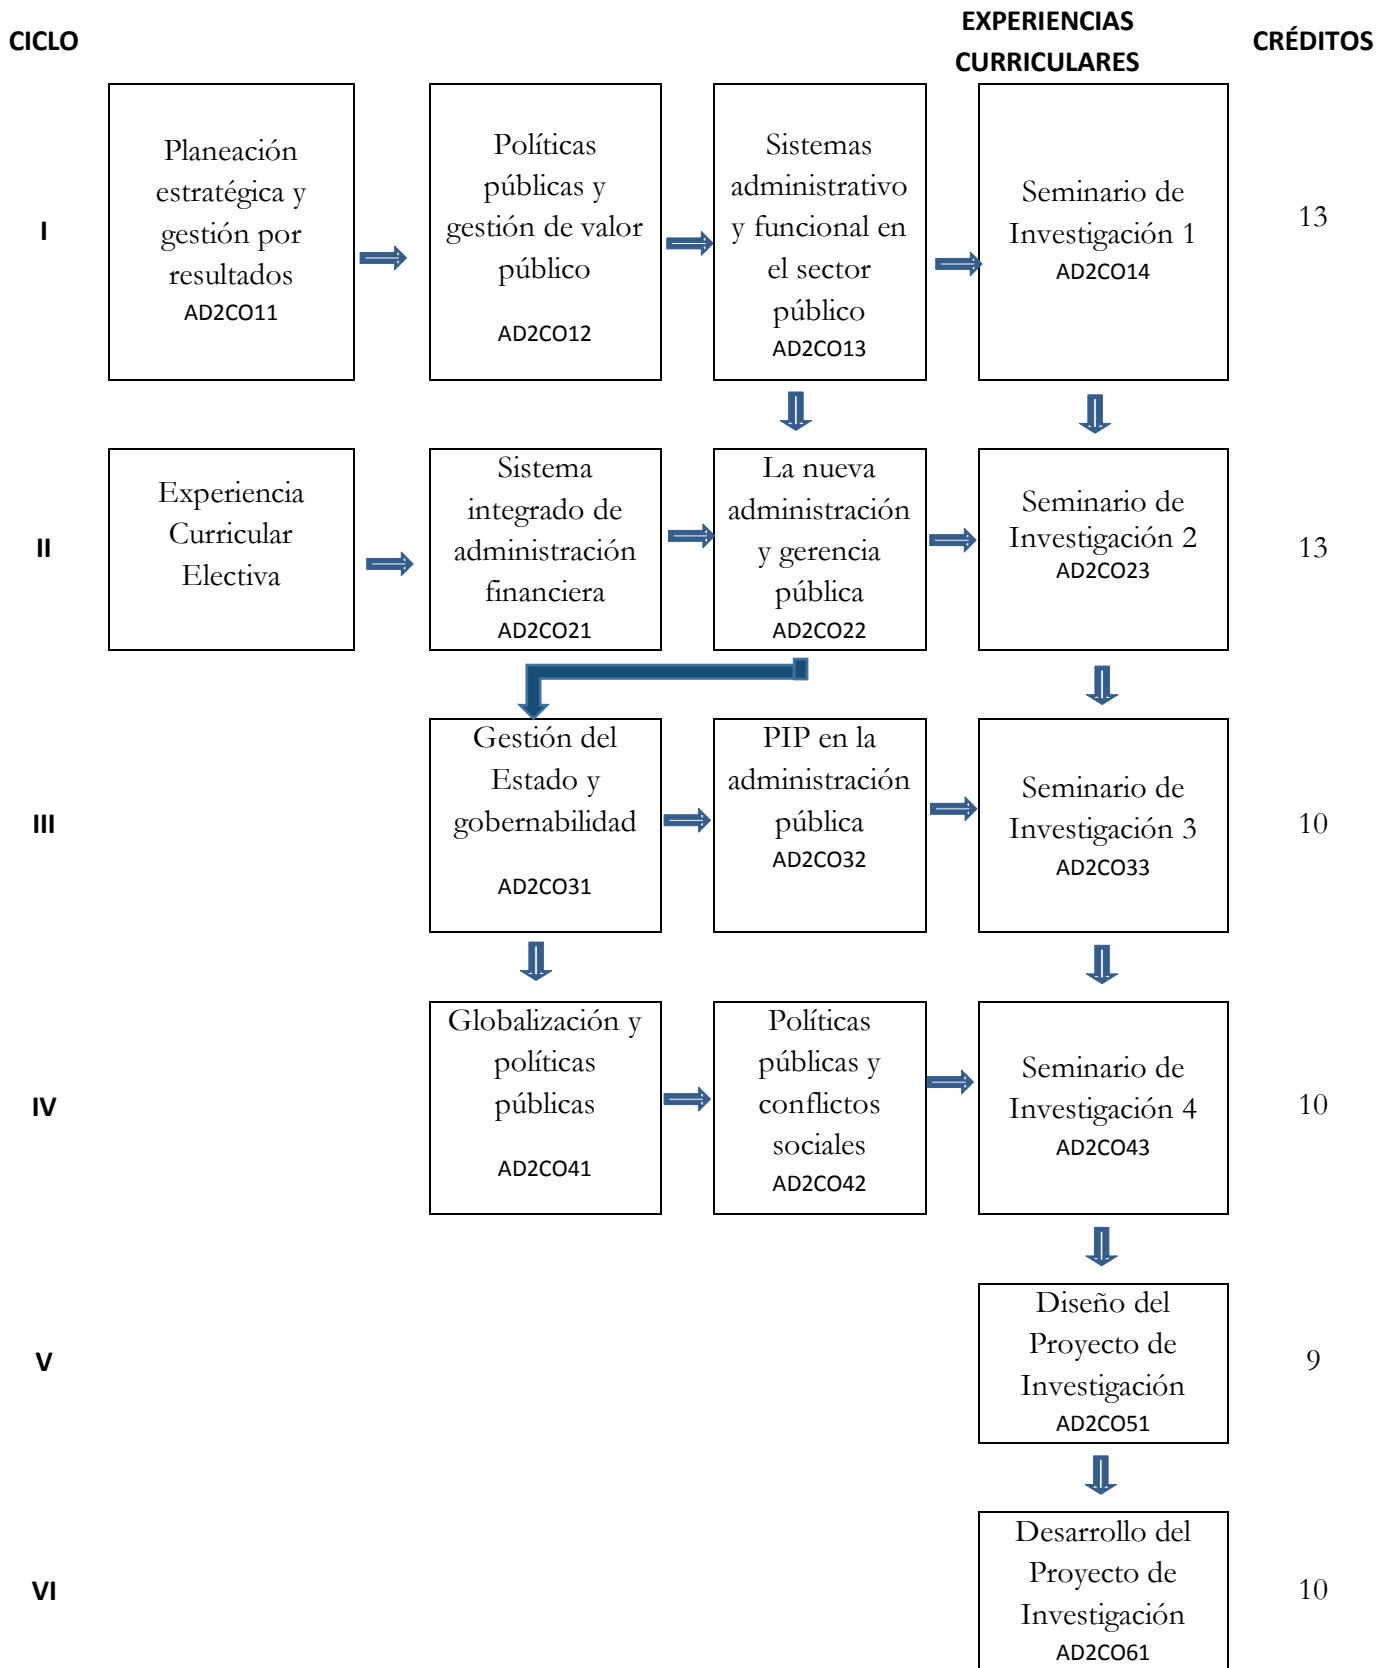 CICLO
EXPERIENCIAS
CURRICULARES
CRÉDITOS
I
Planeación
estratégica y
gestión por
resultados
AD2CO11
Políticas
públicas y
gestión de valor
público
AD2CO12
Sistemas
administrativo
y funcional en
el sector
público
AD2CO13
Seminario de
Investigación 1
AD2CO14
13
II
Experiencia
Curricular
Electiva
Sistema
integrado de
administración
financiera
AD2CO21
La nueva
administración
y gerencia
pública
AD2CO22
Seminario de
Investigación 2
AD2CO23
13
III
Gestión del
Estado y
gobernabilidad
AD2CO31
PIP en la
administración
pública
AD2CO32
Seminario de
Investigación 3
AD2CO33
10
IV
Globalización y
políticas
públicas
AD2CO41
Políticas
públicas y
conflictos
sociales
AD2CO42
Seminario de
Investigación 4
AD2CO43
10
V
Diseño del
Proyecto de
Investigación
AD2CO51
9
VI
Desarrollo del
Proyecto de
Investigación
AD2CO61
10